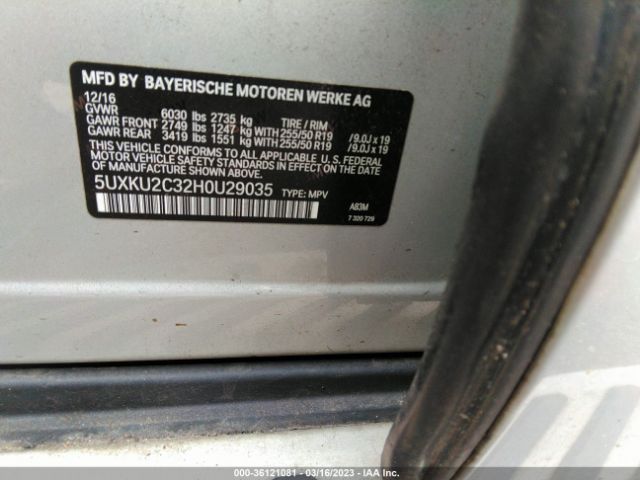 MFD BY BAYERISCHE MOTOREN WERKE AG
12/16
GVWR 6030 lbs 2735 kg TIRE / RIM
GAWR FRONT 2749 lbs 1247 kg WITH 255/50 R19 / 9.0J x 19
GAWR REAR 3419 lbs 1551 kg WITH 255/50 R19 / 9.0J x 19
THIS VEHICLE CONFORMS TO ALL APPLICABLE U. S. FEDERAL
MOTOR VEHICLE SAFETY STANDARDS IN EFFECT ON THE DATE
OF MANUFACTURE SHOWN ABOVE.
5UXKU2C32H0U29035 TYPE: MPV A83M
7 320 729
000-36121081 - 03/16/2023 - IAA Inc.